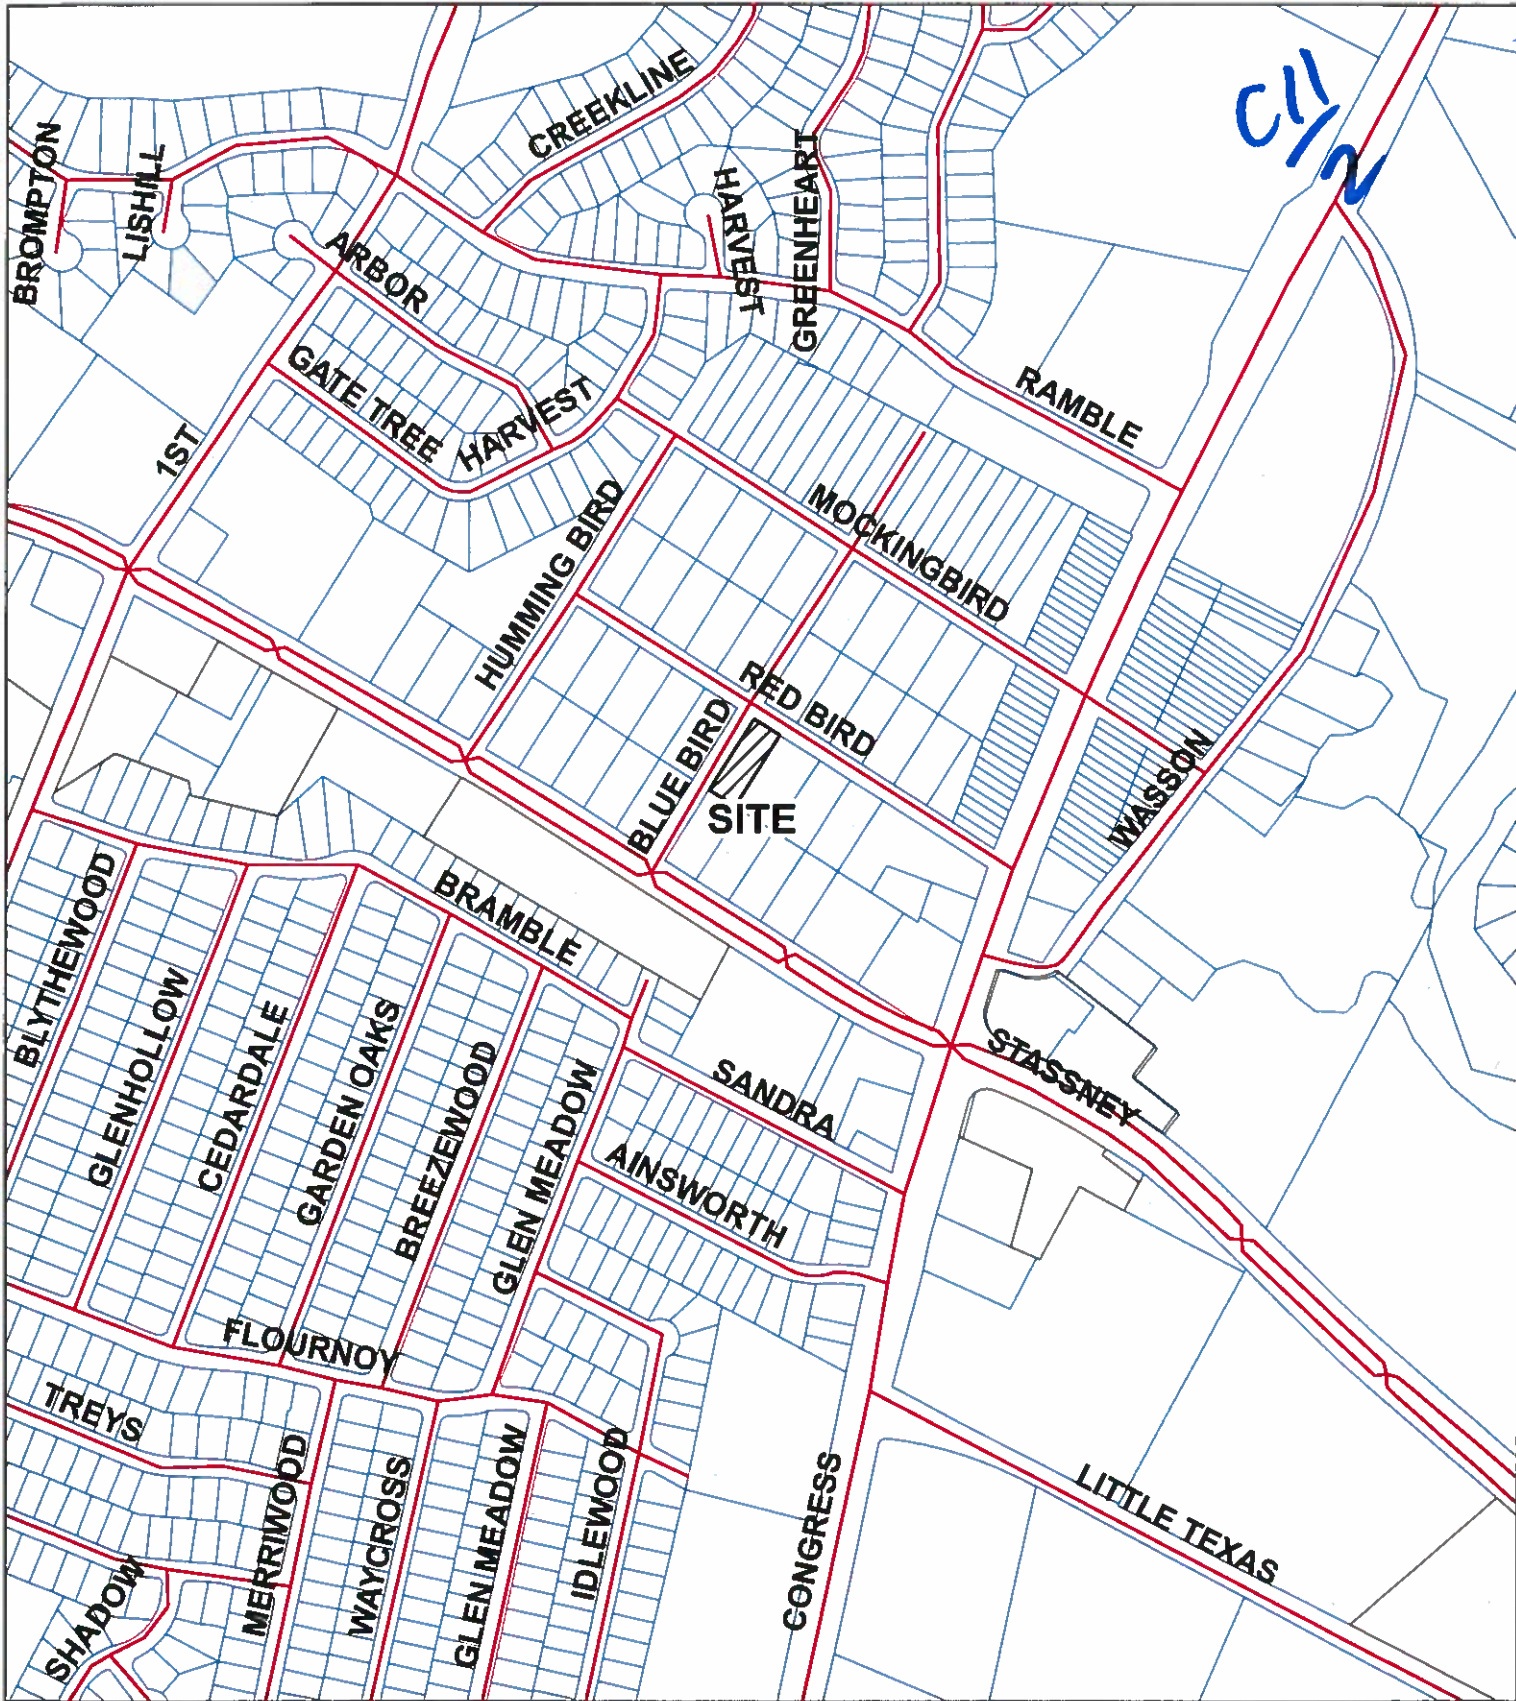 C11/2
CREEKLINE
BROMPTON
LISHILL
HARVEST
GREENHEART
ARBOR
GATE TREE
HARVEST
RAMBLE
1ST
HUMMING BIRD
MOCKINGBIRD
RED BIRD
BLUE BIRD
SITE
WASSON
BRAMBLE
BLYTHEWOOD
GLENHOLLOW
CEDARDALE
GARDEN OAKS
BREEZEWOOD
GLEN MEADOW
SANDRA
STASSNEY
AINSWORTH
FLOURNOY
TREYS
MERRIWOOD
WAYCROSS
GLEN MEADOW
IDLEWOOD
CONGRESS
LITTLE TEXAS
SHADOW